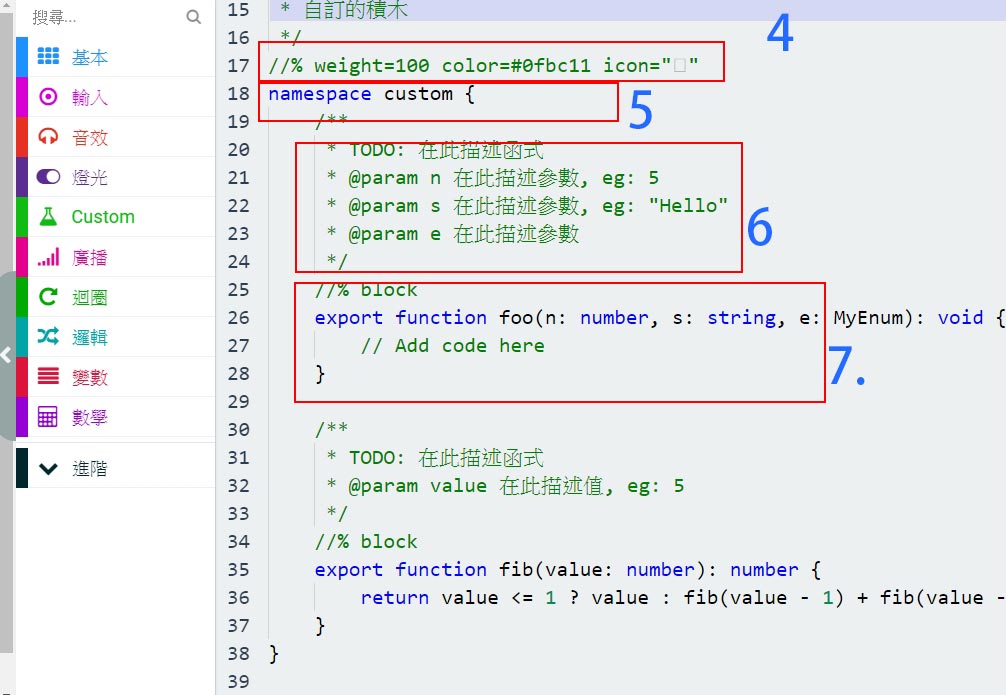 搜尋...
基本
輸入
音效
燈光
Custom
廣播
迴圈
邏輯
變數
數學
進階
15 * 自訂的積木
16 */
17 //% weight=100 color=#0fbc11 icon=""
18 namespace custom {
19 /**
20 * TODO: 在此描述函式
21 * @param n 在此描述參數, eg: 5
22 * @param s 在此描述參數, eg: "Hello"
23 * @param e 在此描述參數
24 */
25 //% block
26 export function foo(n: number, s: string, e: MyEnum): void {
27 // Add code here
28 }
29
30 /**
31 * TODO: 在此描述函式
32 * @param value 在此描述值, eg: 5
33 */
34 //% block
35 export function fib(value: number): number {
36 return value <= 1 ? value : fib(value - 1) + fib(value -
37 }
38 }
39
4
5
6
7.